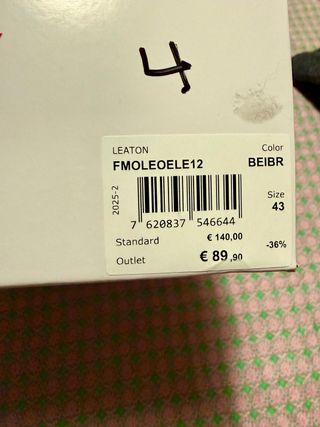 4
LEATON Color
FMOLEOELE12 BEIBR
2025-2
Size
43
7 620837 546644
Standard € 140,00
-36%
Outlet € 89,90